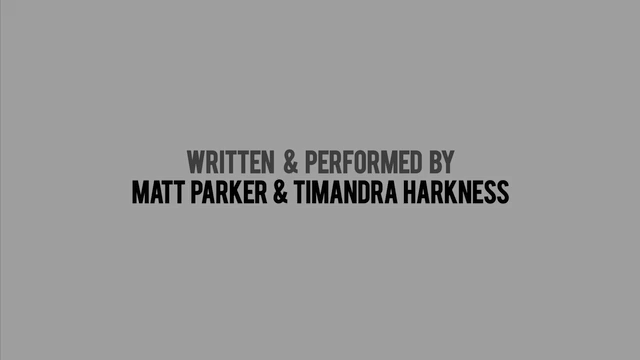 WRITTEN & PERFORMED BY
MATT PARKER & TIMANDRA HARKNESS